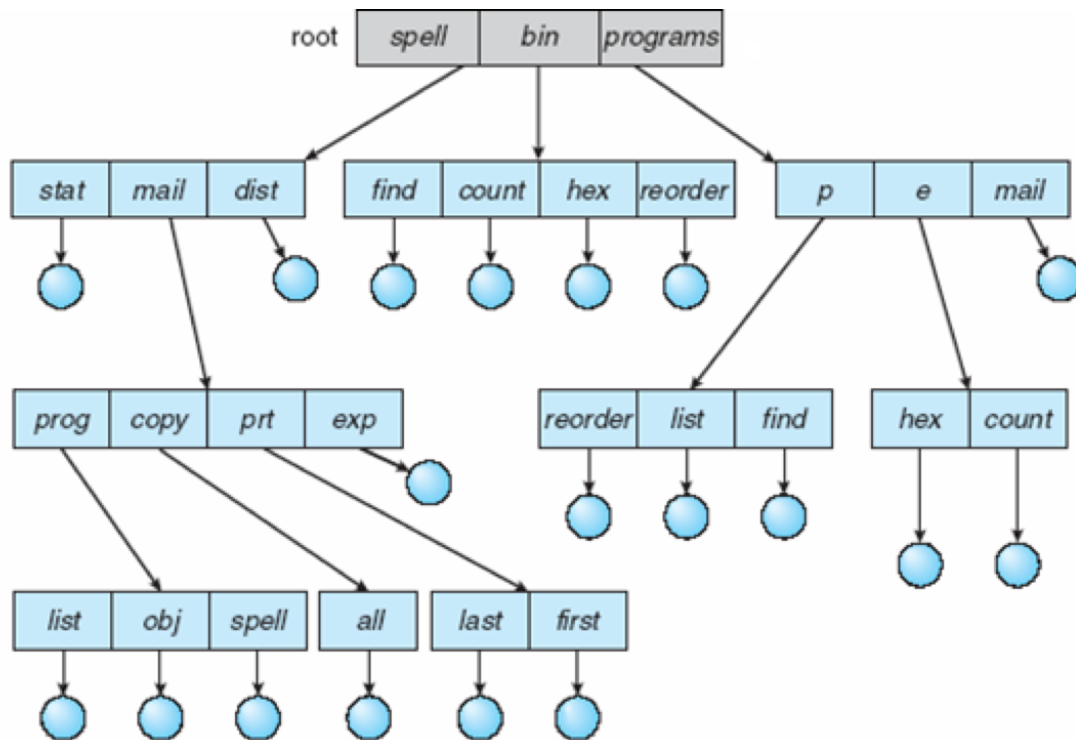 root spell bin programs
stat mail dist find count hex reorder p e mail
prog copy prt exp reorder list find hex count
list obj spell all last first